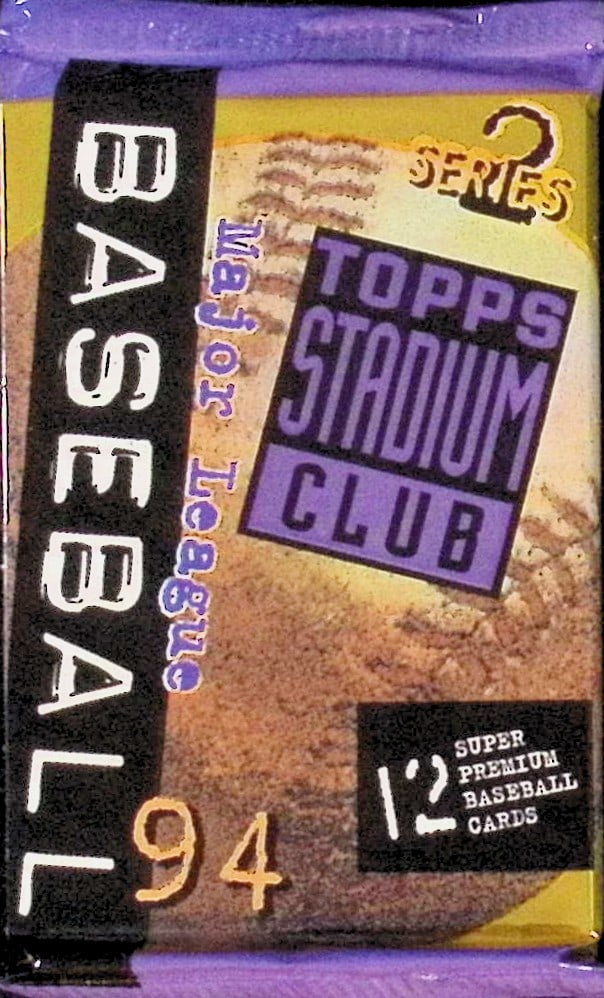 SERIES 2
TOPPS
STADIUM
CLUB
Major League
BASEBALL
94
12
SUPER
PREMIUM
BASEBALL
CARDS